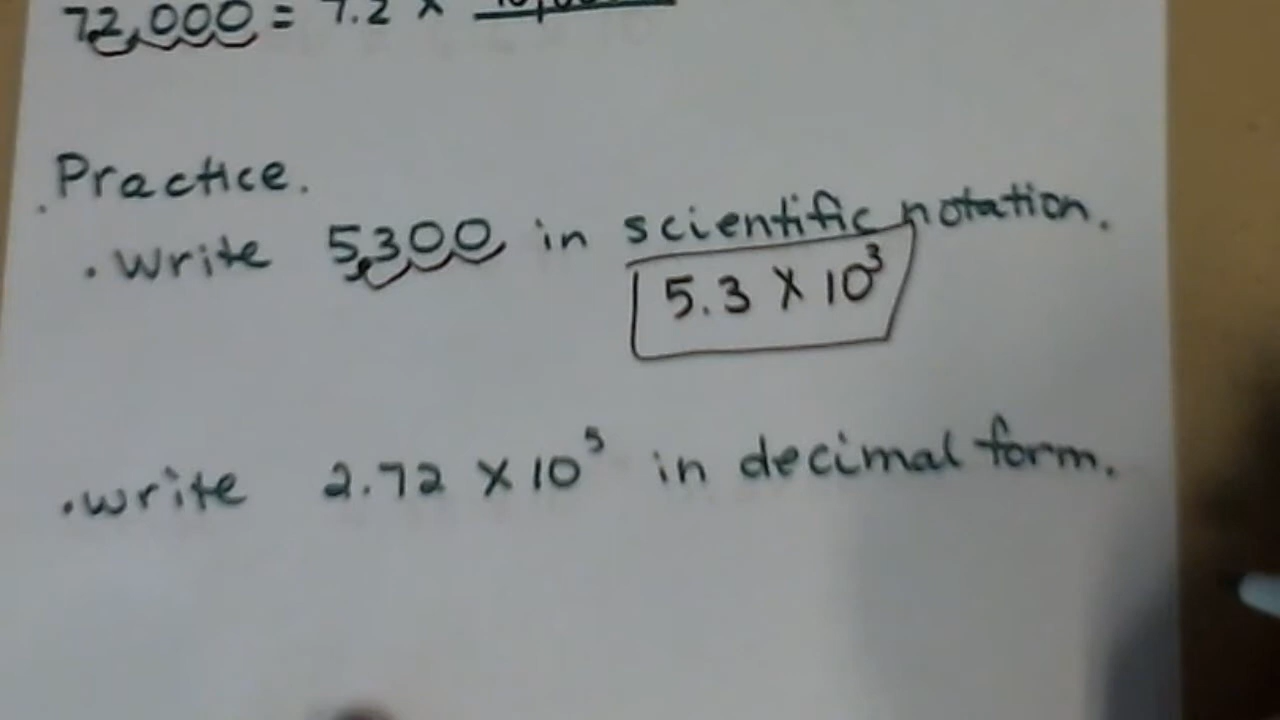 72,000 = 7.2 ×
Practice.
. Write 5,300 in scientific notation.
5.3 × 10³
. write 2.72 × 10⁵ in decimal form.